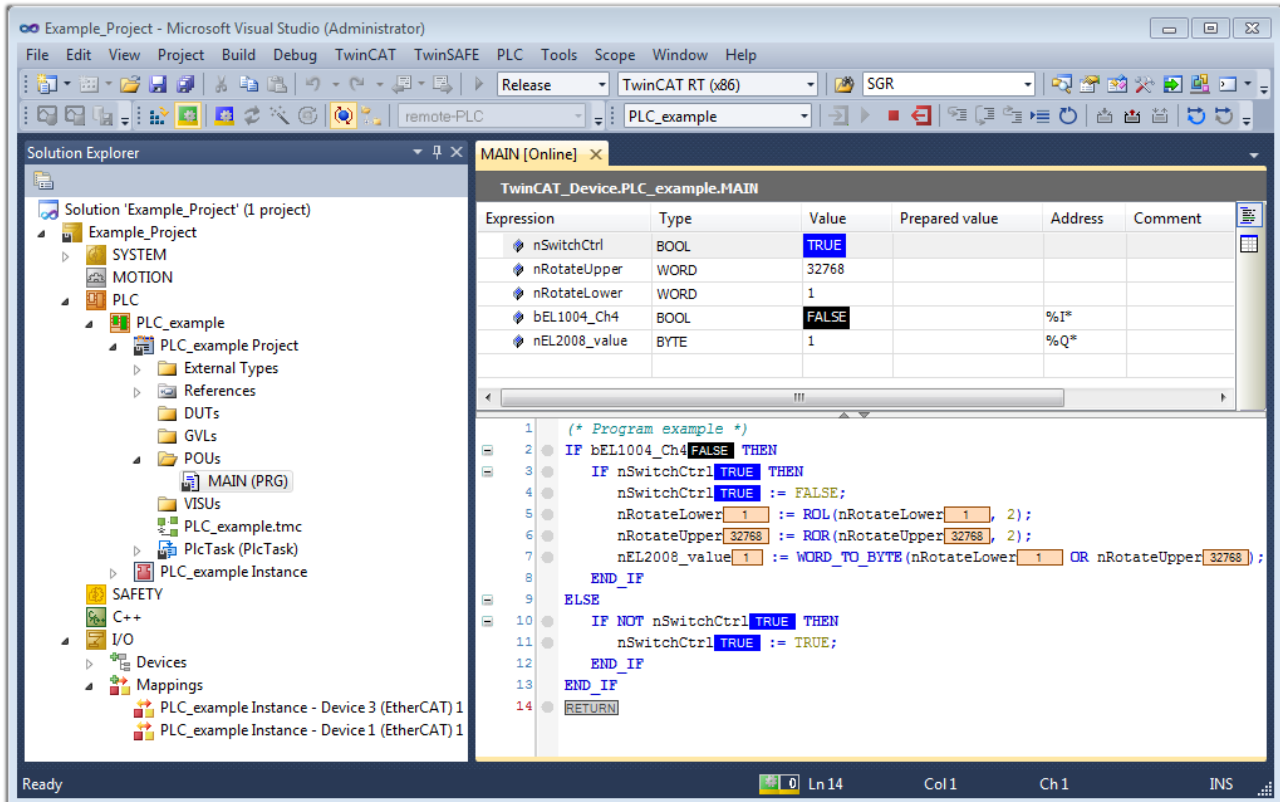 Example_Project - Microsoft Visual Studio (Administrator)
File Edit View Project Build Debug TwinCAT TwinSAFE PLC Tools Scope Window Help
Release TwinCAT RT (x86) SGR
remote-PLC PLC_example
Solution Explorer
Solution 'Example_Project' (1 project)
Example_Project
SYSTEM
MOTION
PLC
PLC_example
PLC_example Project
External Types
References
DUTs
GVLs
POUs
MAIN (PRG)
VISUs
PLC_example.tmc
PlcTask (PlcTask)
PLC_example Instance
SAFETY
C++
I/O
Devices
Mappings
PLC_example Instance - Device 3 (EtherCAT) 1
PLC_example Instance - Device 1 (EtherCAT) 1
MAIN [Online]
TwinCAT_Device.PLC_example.MAIN
Expression Type Value Prepared value Address Comment
nSwitchCtrl BOOL TRUE
nRotateUpper WORD 32768
nRotateLower WORD 1
bEL1004_Ch4 BOOL FALSE %I*
nEL2008_value BYTE 1 %Q*
1 (* Program example *)
2 IF bEL1004_Ch4 FALSE THEN
3 IF nSwitchCtrl TRUE THEN
4 nSwitchCtrl TRUE := FALSE;
5 nRotateLower 1 := ROL(nRotateLower 1 , 2);
6 nRotateUpper 32768 := ROR(nRotateUpper 32768 , 2);
7 nEL2008_value 1 := WORD_TO_BYTE(nRotateLower 1 OR nRotateUpper 32768 );
8 END_IF
9 ELSE
10 IF NOT nSwitchCtrl TRUE THEN
11 nSwitchCtrl TRUE := TRUE;
12 END_IF
13 END_IF
14 RETURN
Ready 0 Ln 14 Col 1 Ch 1 INS